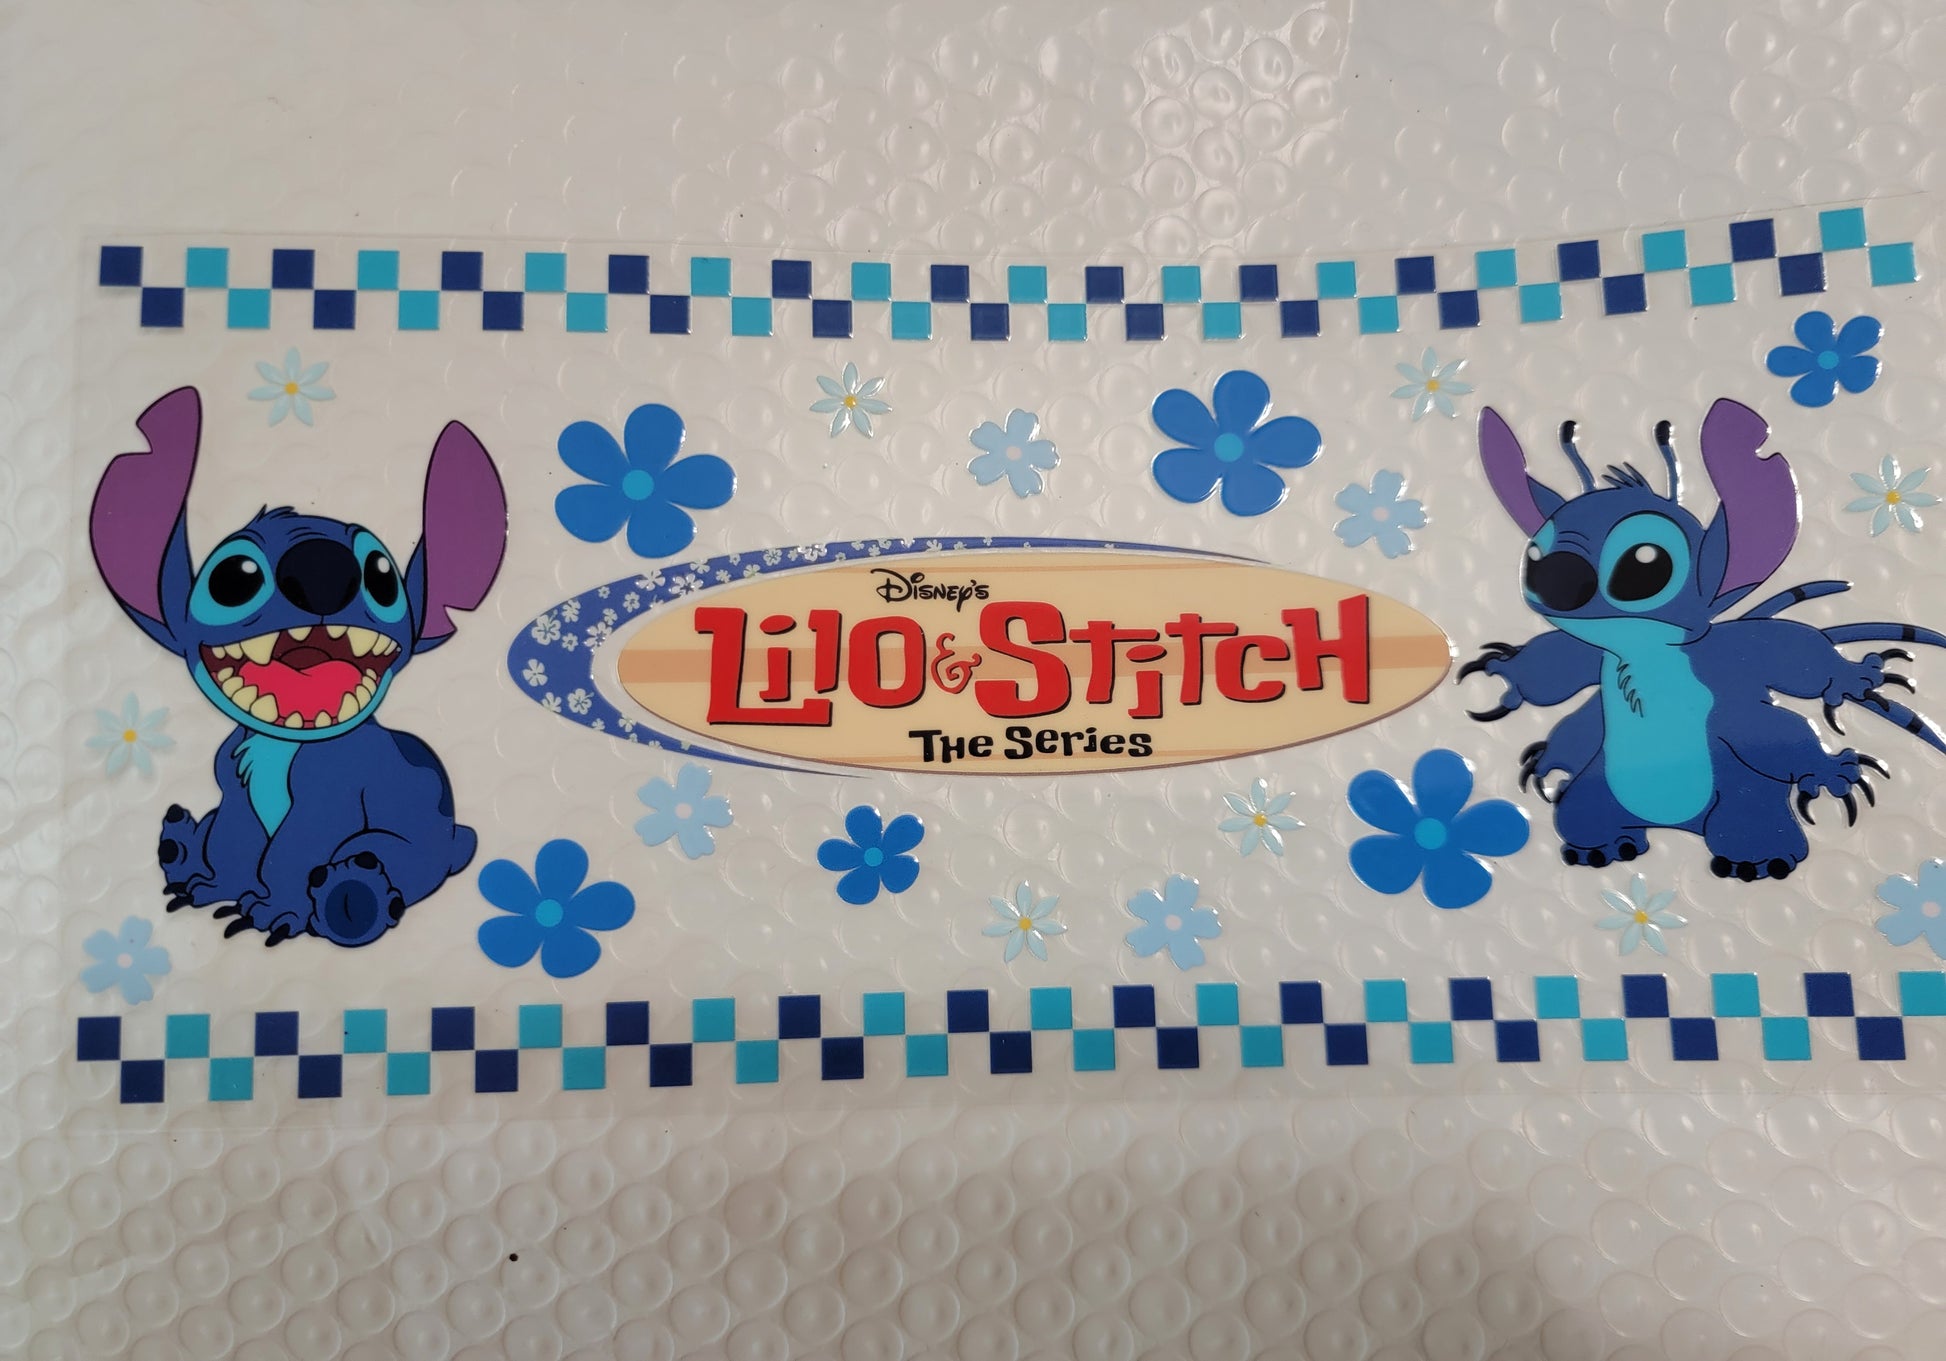 Disney's
Lilo & Stitch
The Series